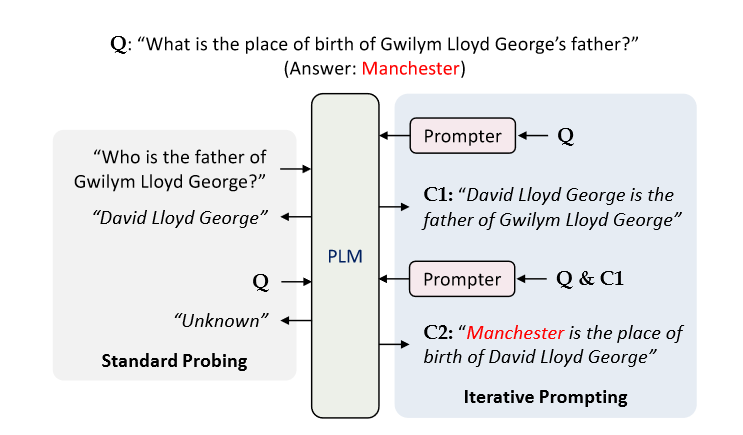 Q: “What is the place of birth of Gwilym Lloyd George’s father?”
(Answer: Manchester)
“Who is the father of
Gwilym Lloyd George?”
“David Lloyd George”
Q
“Unknown”
Standard Probing
PLM
Prompter
Q
C1: “David Lloyd George is the
father of Gwilym Lloyd George”
Prompter
Q & C1
C2: “Manchester is the place of
birth of David Lloyd George”
Iterative Prompting